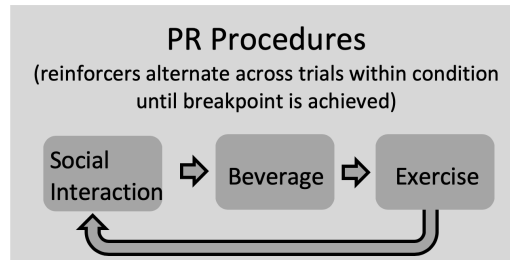 PR Procedures
(reinforcers alternate across trials within condition
until breakpoint is achieved)
Social
Interaction
Beverage
Exercise